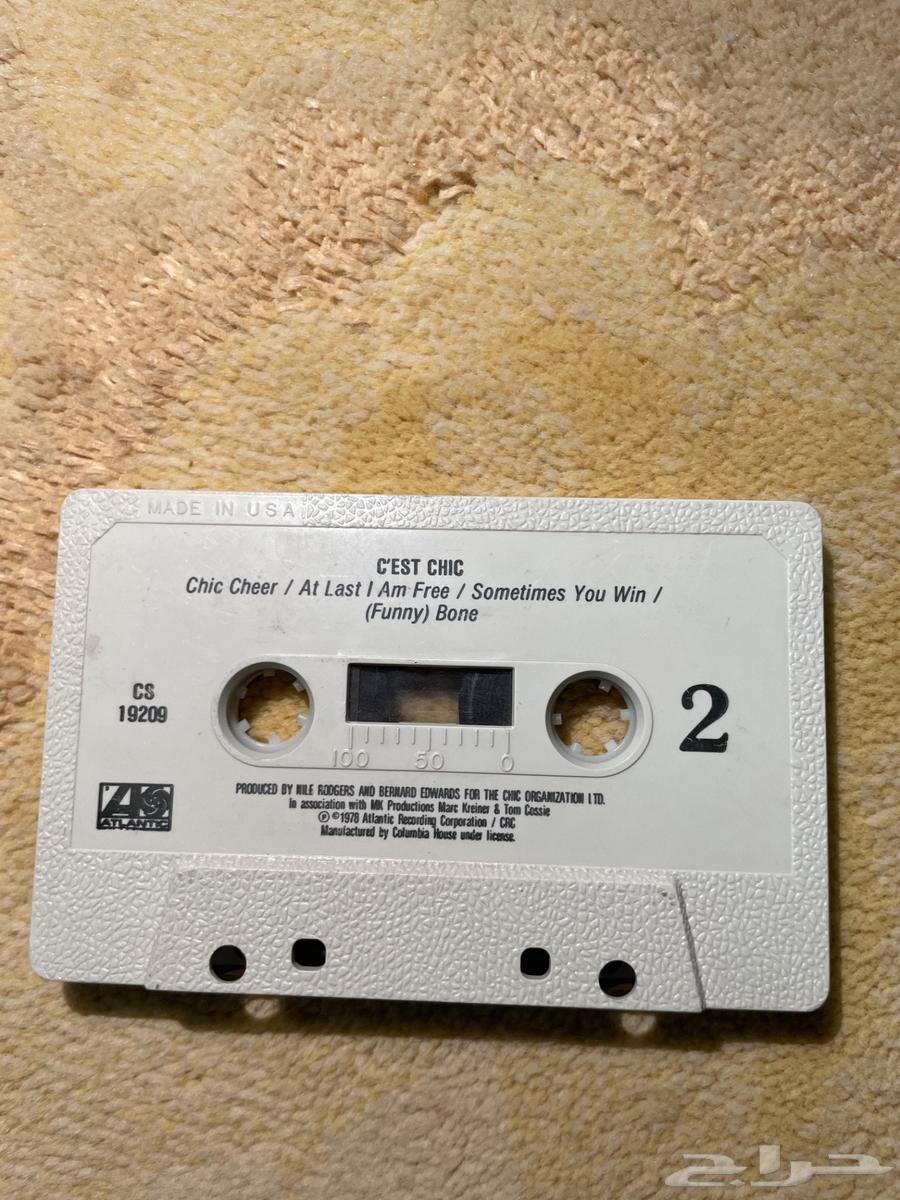 MADE IN USA
C'EST CHIC
Chic Cheer / At Last I Am Free / Sometimes You Win /
(Funny) Bone
CS
19209
2
100 50 0
ATLANTIC
PRODUCED BY NILE RODGERS AND BERNARD EDWARDS FOR THE CHIC ORGANIZATION LTD.
In association with MK Productions Marc Kreiner & Tom Cossie
℗ ©1978 Atlantic Recording Corporation / CRC
Manufactured by Columbia House under license.
حراج